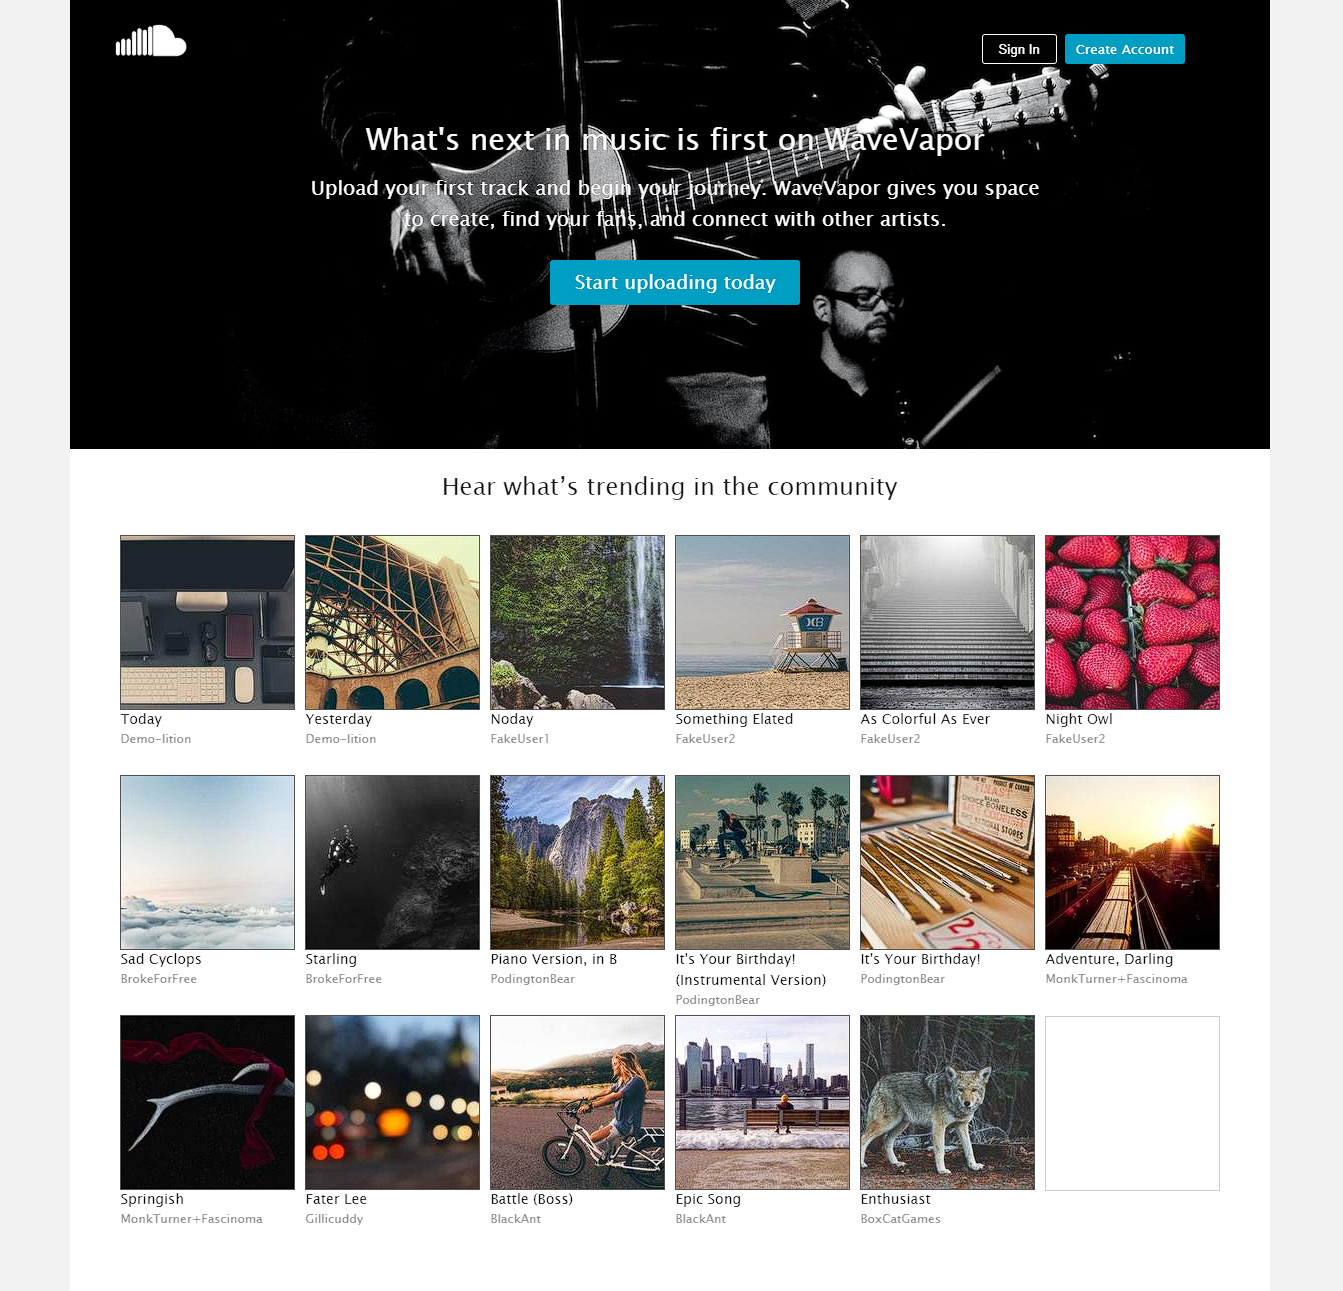 Sign In
Create Account
What's next in music is first on WaveVapor
Upload your first track and begin your journey. WaveVapor gives you space
to create, find your fans, and connect with other artists.
Start uploading today
Hear what’s trending in the community
Today
Demo-lition
Yesterday
Demo-lition
Noday
FakeUser1
Something Elated
FakeUser2
As Colorful As Ever
FakeUser2
Night Owl
FakeUser2
Sad Cyclops
BrokeForFree
Starling
BrokeForFree
Piano Version, in B
PodingtonBear
It's Your Birthday!
(Instrumental Version)
PodingtonBear
CHOICE BONELESS
STORES
2/2
It's Your Birthday!
PodingtonBear
Adventure, Darling
MonkTurner+Fascinoma
Springish
MonkTurner+Fascinoma
Fater Lee
Gillicuddy
Battle (Boss)
BlackAnt
Epic Song
BlackAnt
Enthusiast
BoxCatGames